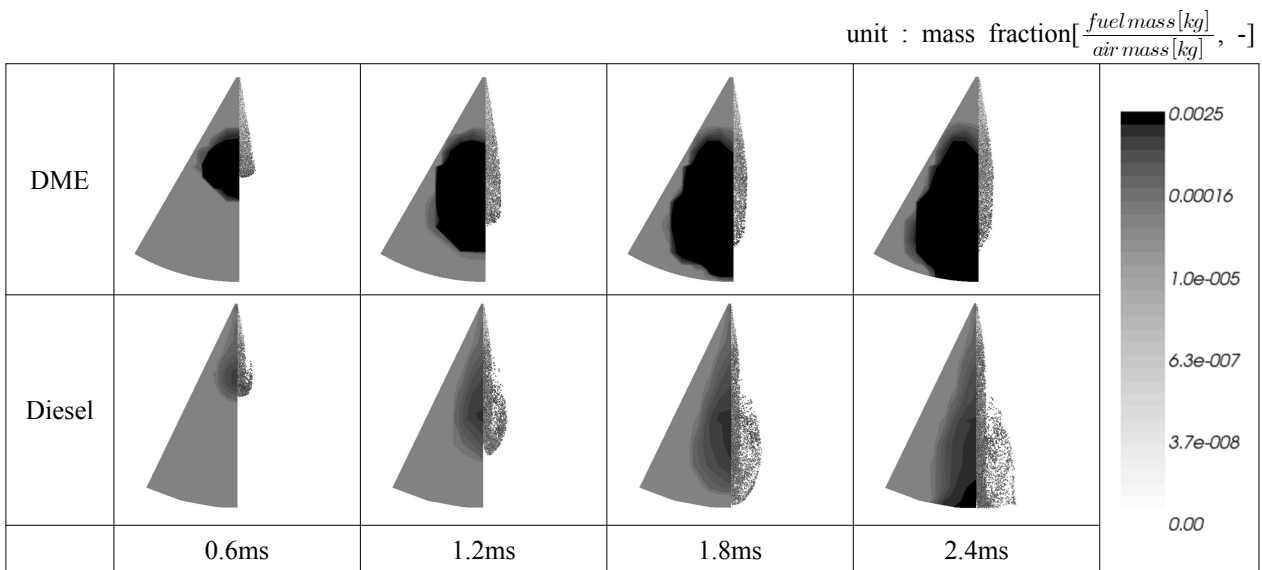 unit : mass fraction[\frac{fuel mass[kg]}{air mass[kg]}, -]
DME
Diesel
0.6ms 1.2ms 1.8ms 2.4ms
0.0025
0.00016
1.0e-005
6.3e-007
3.7e-008
0.00